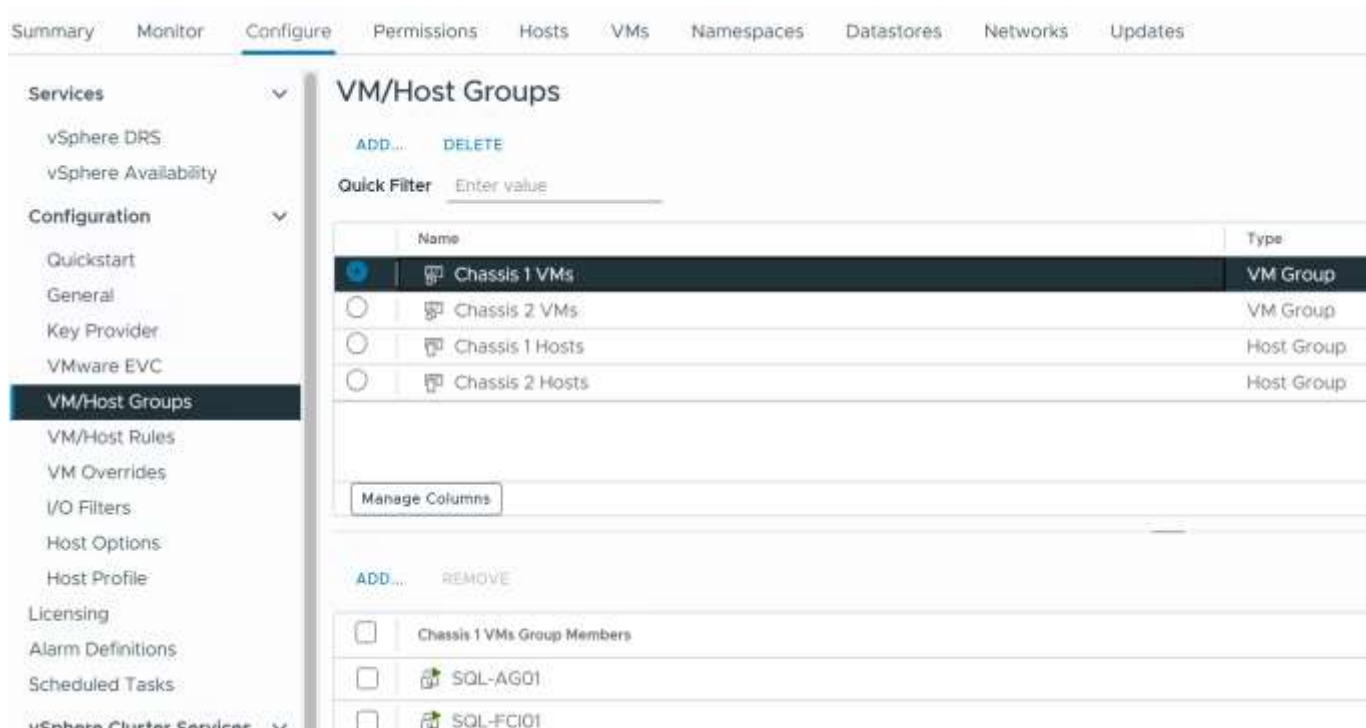 Summary Monitor Configure Permissions Hosts VMs Namespaces Datastores Networks Updates
Services
vSphere DRS
vSphere Availability
Configuration
Quickstart
General
Key Provider
VMware EVC
VM/Host Groups
VM/Host Rules
VM Overrides
I/O Filters
Host Options
Host Profile
Licensing
Alarm Definitions
Scheduled Tasks
vSphere Cluster Services
VM/Host Groups
ADD... DELETE
Quick Filter Enter value
Name Type
Chassis 1 VMs VM Group
Chassis 2 VMs VM Group
Chassis 1 Hosts Host Group
Chassis 2 Hosts Host Group
Manage Columns
ADD... REMOVE
Chassis 1 VMs Group Members
SQL-AG01
SQL-FCI01